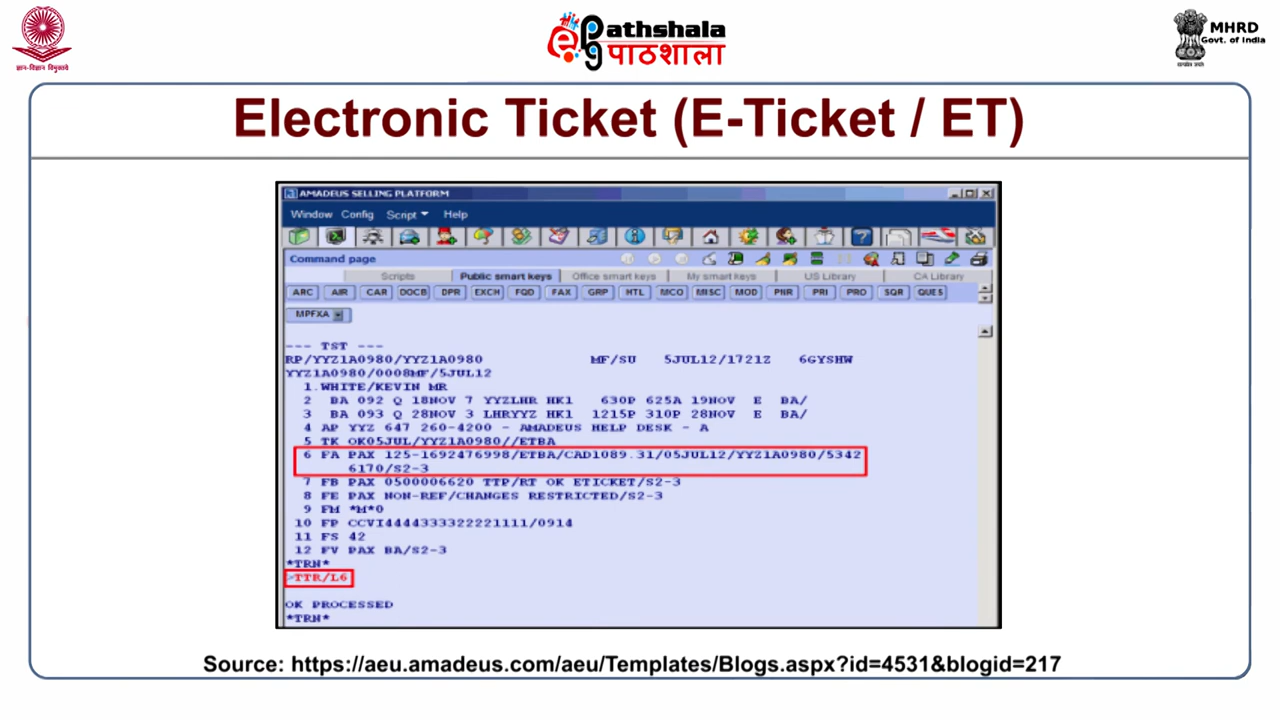 ज्ञान-विज्ञान विमुक्तये
ePathshala
पाठशाला
MHRD
Govt. of India
Electronic Ticket (E-Ticket / ET)
AMADEUS SELLING PLATFORM
Window Config Script Help
Command page
Scripts Public smart keys Office smart keys My smart keys US Library CA Library
ARC AIR CAR DOCB DPR EXCH FQD FAX GRP HTL MCO MISC MOD PNR PRI PRO SQR QUES
MPFXA
--- TST ---
RP/YYZ1A0980/YYZ1A0980 MF/SU 5JUL12/1721Z 6GYSHW
YYZ1A0980/0008MF/5JUL12
1.WHITE/KEVIN MR
2 BA 092 Q 18NOV 7 YYZLHR HK1 630P 625A 19NOV E BA/
3 BA 093 Q 28NOV 3 LHRYYZ HK1 1215P 310P 28NOV E BA/
4 AP YYZ 647 260-4200 - AMADEUS HELP DESK - A
5 TK OK05JUL/YYZ1A0980//ETBA
6 FA PAX 125-1692476998/ETBA/CAD1089.31/05JUL12/YYZ1A0980/5342
6170/S2-3
7 FB PAX 0500006620 TTP/RT OK ETICKET/S2-3
8 FE PAX NON-REF/CHANGES RESTRICTED/S2-3
9 FM *M*0
10 FP CCVI4444333322221111/0914
11 FS 42
12 FV PAX BA/S2-3
*TRN*
>TTR/L6
OK PROCESSED
*TRN*
Source: https://aeu.amadeus.com/aeu/Templates/Blogs.aspx?id=4531&blogid=217